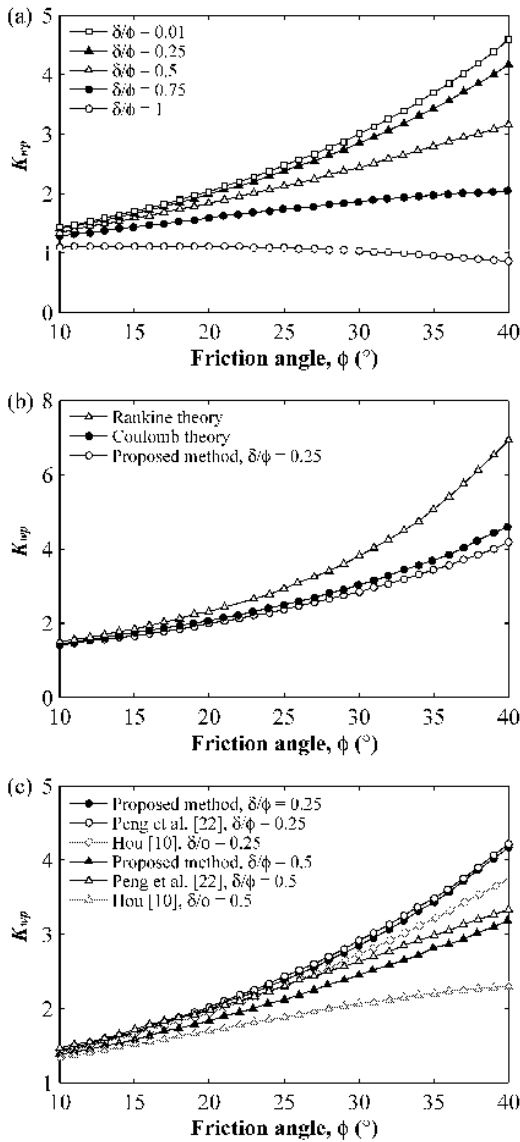 (a)
5
4
3
2
1
0
δ/ϕ = 0.01
δ/ϕ = 0.25
δ/ϕ = 0.5
δ/ϕ = 0.75
δ/ϕ = 1
Kwp
10 15 20 25 30 35 40
Friction angle, ϕ (°)
(b)
8
6
4
2
0
Rankine theory
Coulomb theory
Proposed method, δ/ϕ = 0.25
Kwp
10 15 20 25 30 35 40
Friction angle, ϕ (°)
(c)
5
4
3
2
1
Proposed method, δ/ϕ = 0.25
Peng et al. [22], δ/ϕ = 0.25
Hou [10], δ/ϕ = 0.25
Proposed method, δ/ϕ = 0.5
Peng et al. [22], δ/ϕ = 0.5
Hou [10], δ/ϕ = 0.5
Kwp
10 15 20 25 30 35 40
Friction angle, ϕ (°)